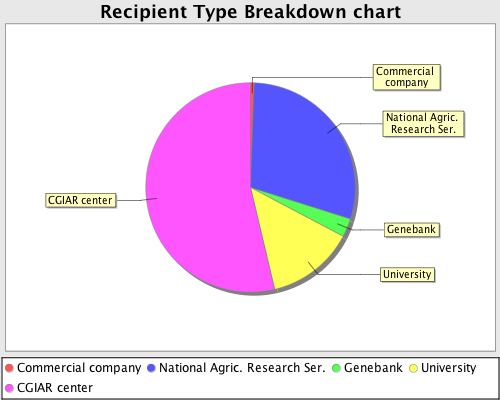 Recipient Type Breakdown chart
Commercial
company
National Agric.
Research Ser.
CGIAR center
Genebank
University
Commercial company National Agric. Research Ser. Genebank University
CGIAR center